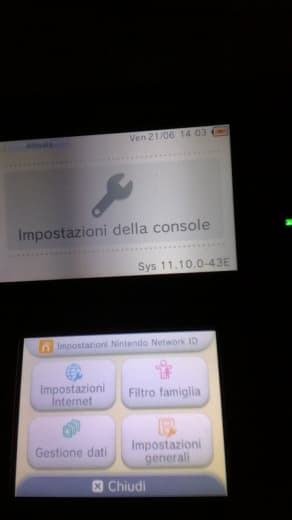 Ven 21/06 14 03
Impostazioni della console
Sys 11.10.0-43E
Impostazioni Nintendo Network ID
Impostazioni
Internet
Filtro famiglia
Gestione dati
Impostazioni
generali
X Chiudi